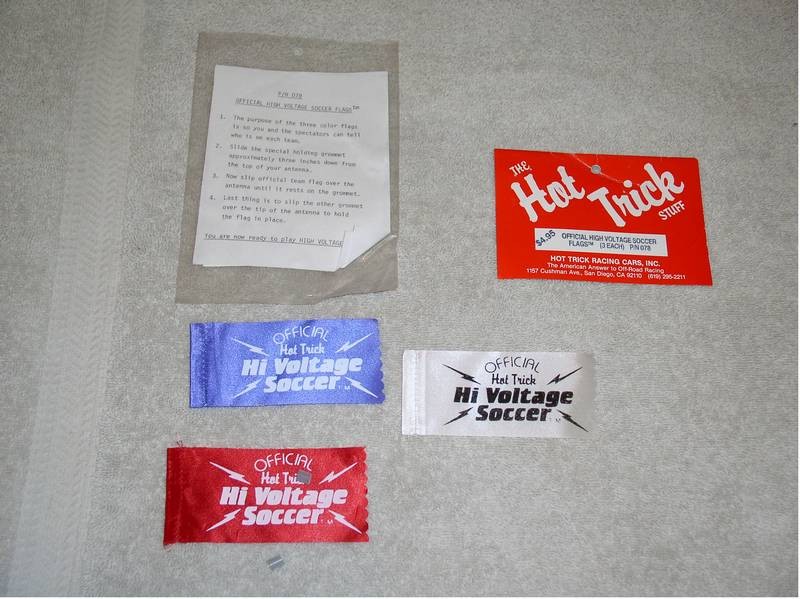 P/N 078
OFFICIAL HIGH VOLTAGE SOCCER FLAGS™
1. The purpose of the three color flags
is so you and the spectators can tell
who is on each team.
2. Slide the special holding grommet
approximately three inches down from
the top of your antenna.
3. Now slip official team flag over the
antenna until it rests on the grommet.
4. Last thing is to slip the other grommet
over the tip of the antenna to hold
the flag in place.
You are now ready to play HIGH VOLTAGE
THE
Hot Trick
STUFF
$4.95
OFFICIAL HIGH VOLTAGE SOCCER
FLAGS™ (3 EACH) P/N 078
HOT TRICK RACING CARS, INC.
The American Answer to Off-Road Racing
1157 Cushman Ave., San Diego, CA 92110 (619) 295-2211
OFFICIAL
Hot Trick
Hi Voltage
Soccer™
OFFICIAL
Hot Trick
Hi Voltage
Soccer™
OFFICIAL
Hot Tri
Hi Voltage
Soccer™